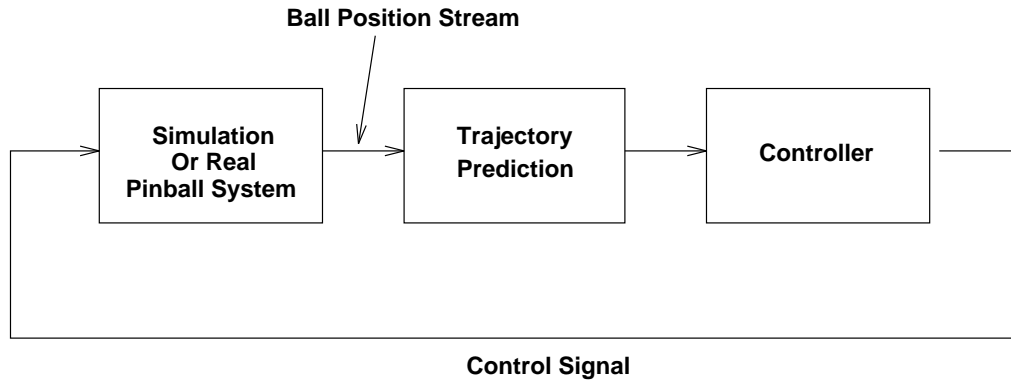 Ball Position Stream
Simulation
Or Real
Pinball System
Trajectory
Prediction
Controller
Control Signal